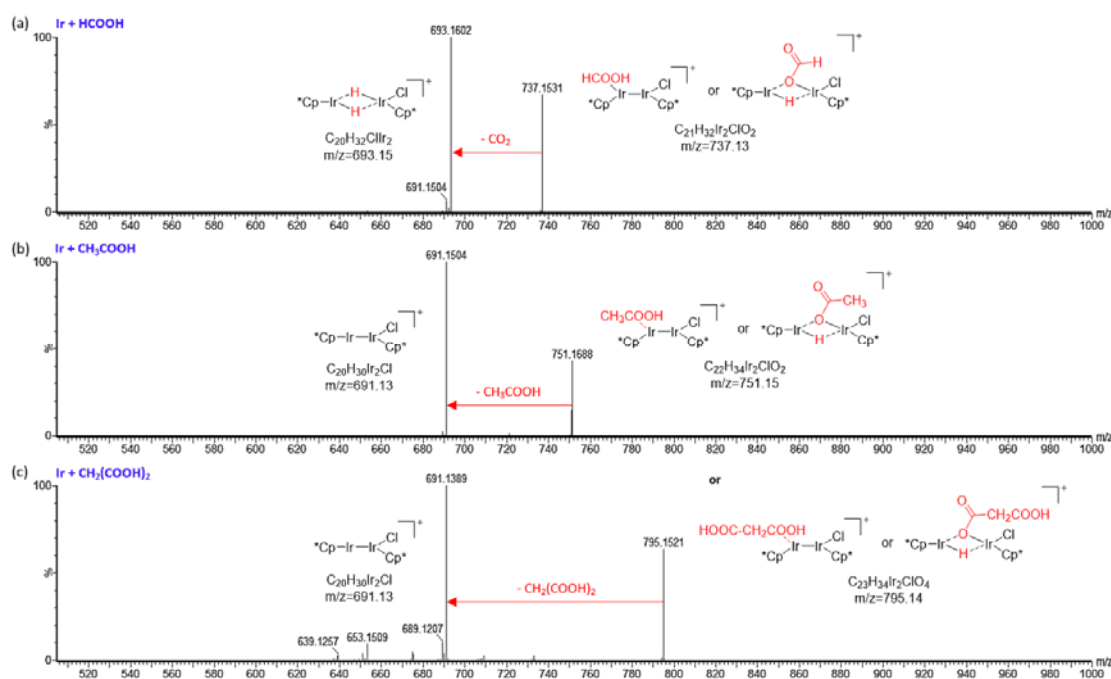 (a)
Ir + HCOOH
100
%
0
693.1602
737.1531
691.1504
- CO2
*Cp Ir H H Ir Cl Cp* +
C20H32ClIr2
m/z=693.15
HCOOH Ir Ir Cl *Cp Cp* +
or
O H O *Cp Ir H Ir Cl Cp* +
C21H32Ir2ClO2
m/z=737.13
520 540 560 580 600 620 640 660 680 700 720 740 760 780 800 820 840 860 880 900 920 940 960 980 1000 m/z
(b)
Ir + CH3COOH
100
%
0
691.1504
751.1688
- CH3COOH
*Cp Ir Ir Cl Cp* +
C20H30Ir2Cl
m/z=691.13
CH3COOH Ir Ir Cl *Cp Cp* +
or
O CH3 O *Cp Ir H Ir Cl Cp* +
C22H34Ir2ClO2
m/z=751.15
520 540 560 580 600 620 640 660 680 700 720 740 760 780 800 820 840 860 880 900 920 940 960 980 1000 m/z
(c)
Ir + CH2(COOH)2
100
%
0
691.1389
795.1521
689.1207
653.1509
639.1257
- CH2(COOH)2
*Cp Ir Ir Cl Cp* +
C20H30Ir2Cl
m/z=691.13
or
HOOC-CH2COOH Ir Ir Cl *Cp Cp* +
or
O CH2COOH O *Cp Ir H Ir Cl Cp* +
C23H34Ir2ClO4
m/z=795.14
520 540 560 580 600 620 640 660 680 700 720 740 760 780 800 820 840 860 880 900 920 940 960 980 1000 m/z